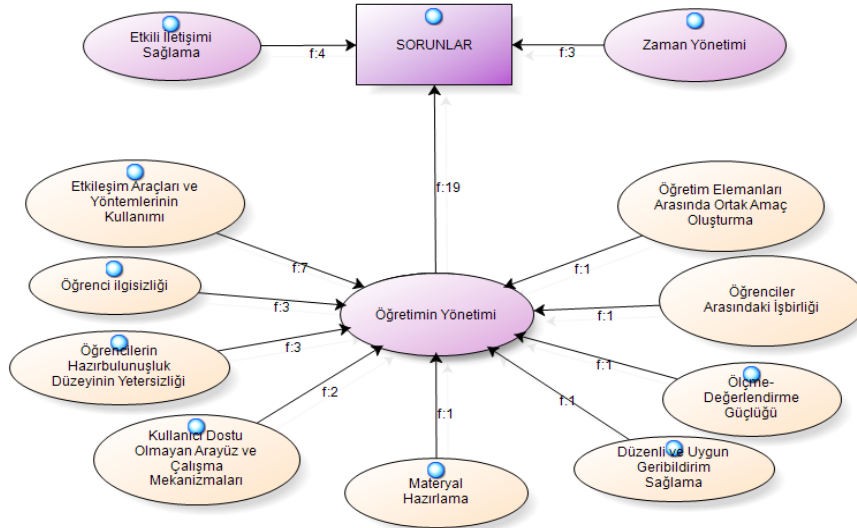 Etkili İletişimi
Sağlama
f:4
SORUNLAR
f:3
Zaman Yönetimi
f:19
Etkileşim Araçları ve
Yöntemlerinin
Kullanımı
f:7
Öğretim Elemanları
Arasında Ortak Amaç
Oluşturma
f:1
Öğrenci ilgisizliği
f:3
Öğretimin Yönetimi
Öğrenciler
Arasındaki İşbirliği
f:1
Öğrencilerin
Hazırbulunuşluk
Düzeyinin Yetersizliği
f:3
Ölçme-
Değerlendirme
Güçlüğü
f:1
Kullanıcı Dostu
Olmayan Arayüz ve
Çalışma
Mekanizmaları
f:2
Materyal
Hazırlama
f:1
Düzenli ve Uygun
Geribildirim
Sağlama
f:1